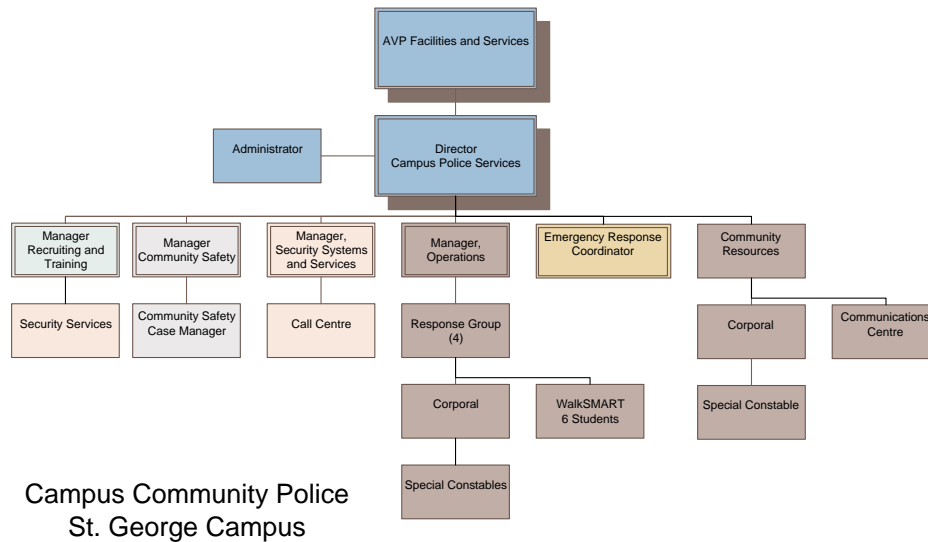 AVP Facilities and Services
Administrator
Director
Campus Police Services
Manager
Recruiting and
Training
Manager
Community Safety
Manager,
Security Systems
and Services
Manager,
Operations
Emergency Response
Coordinator
Community
Resources
Security Services
Community Safety
Case Manager
Call Centre
Response Group
(4)
Corporal
Communications
Centre
Corporal
WalkSMART
6 Students
Special Constable
Special Constables
Campus Community Police
St. George Campus